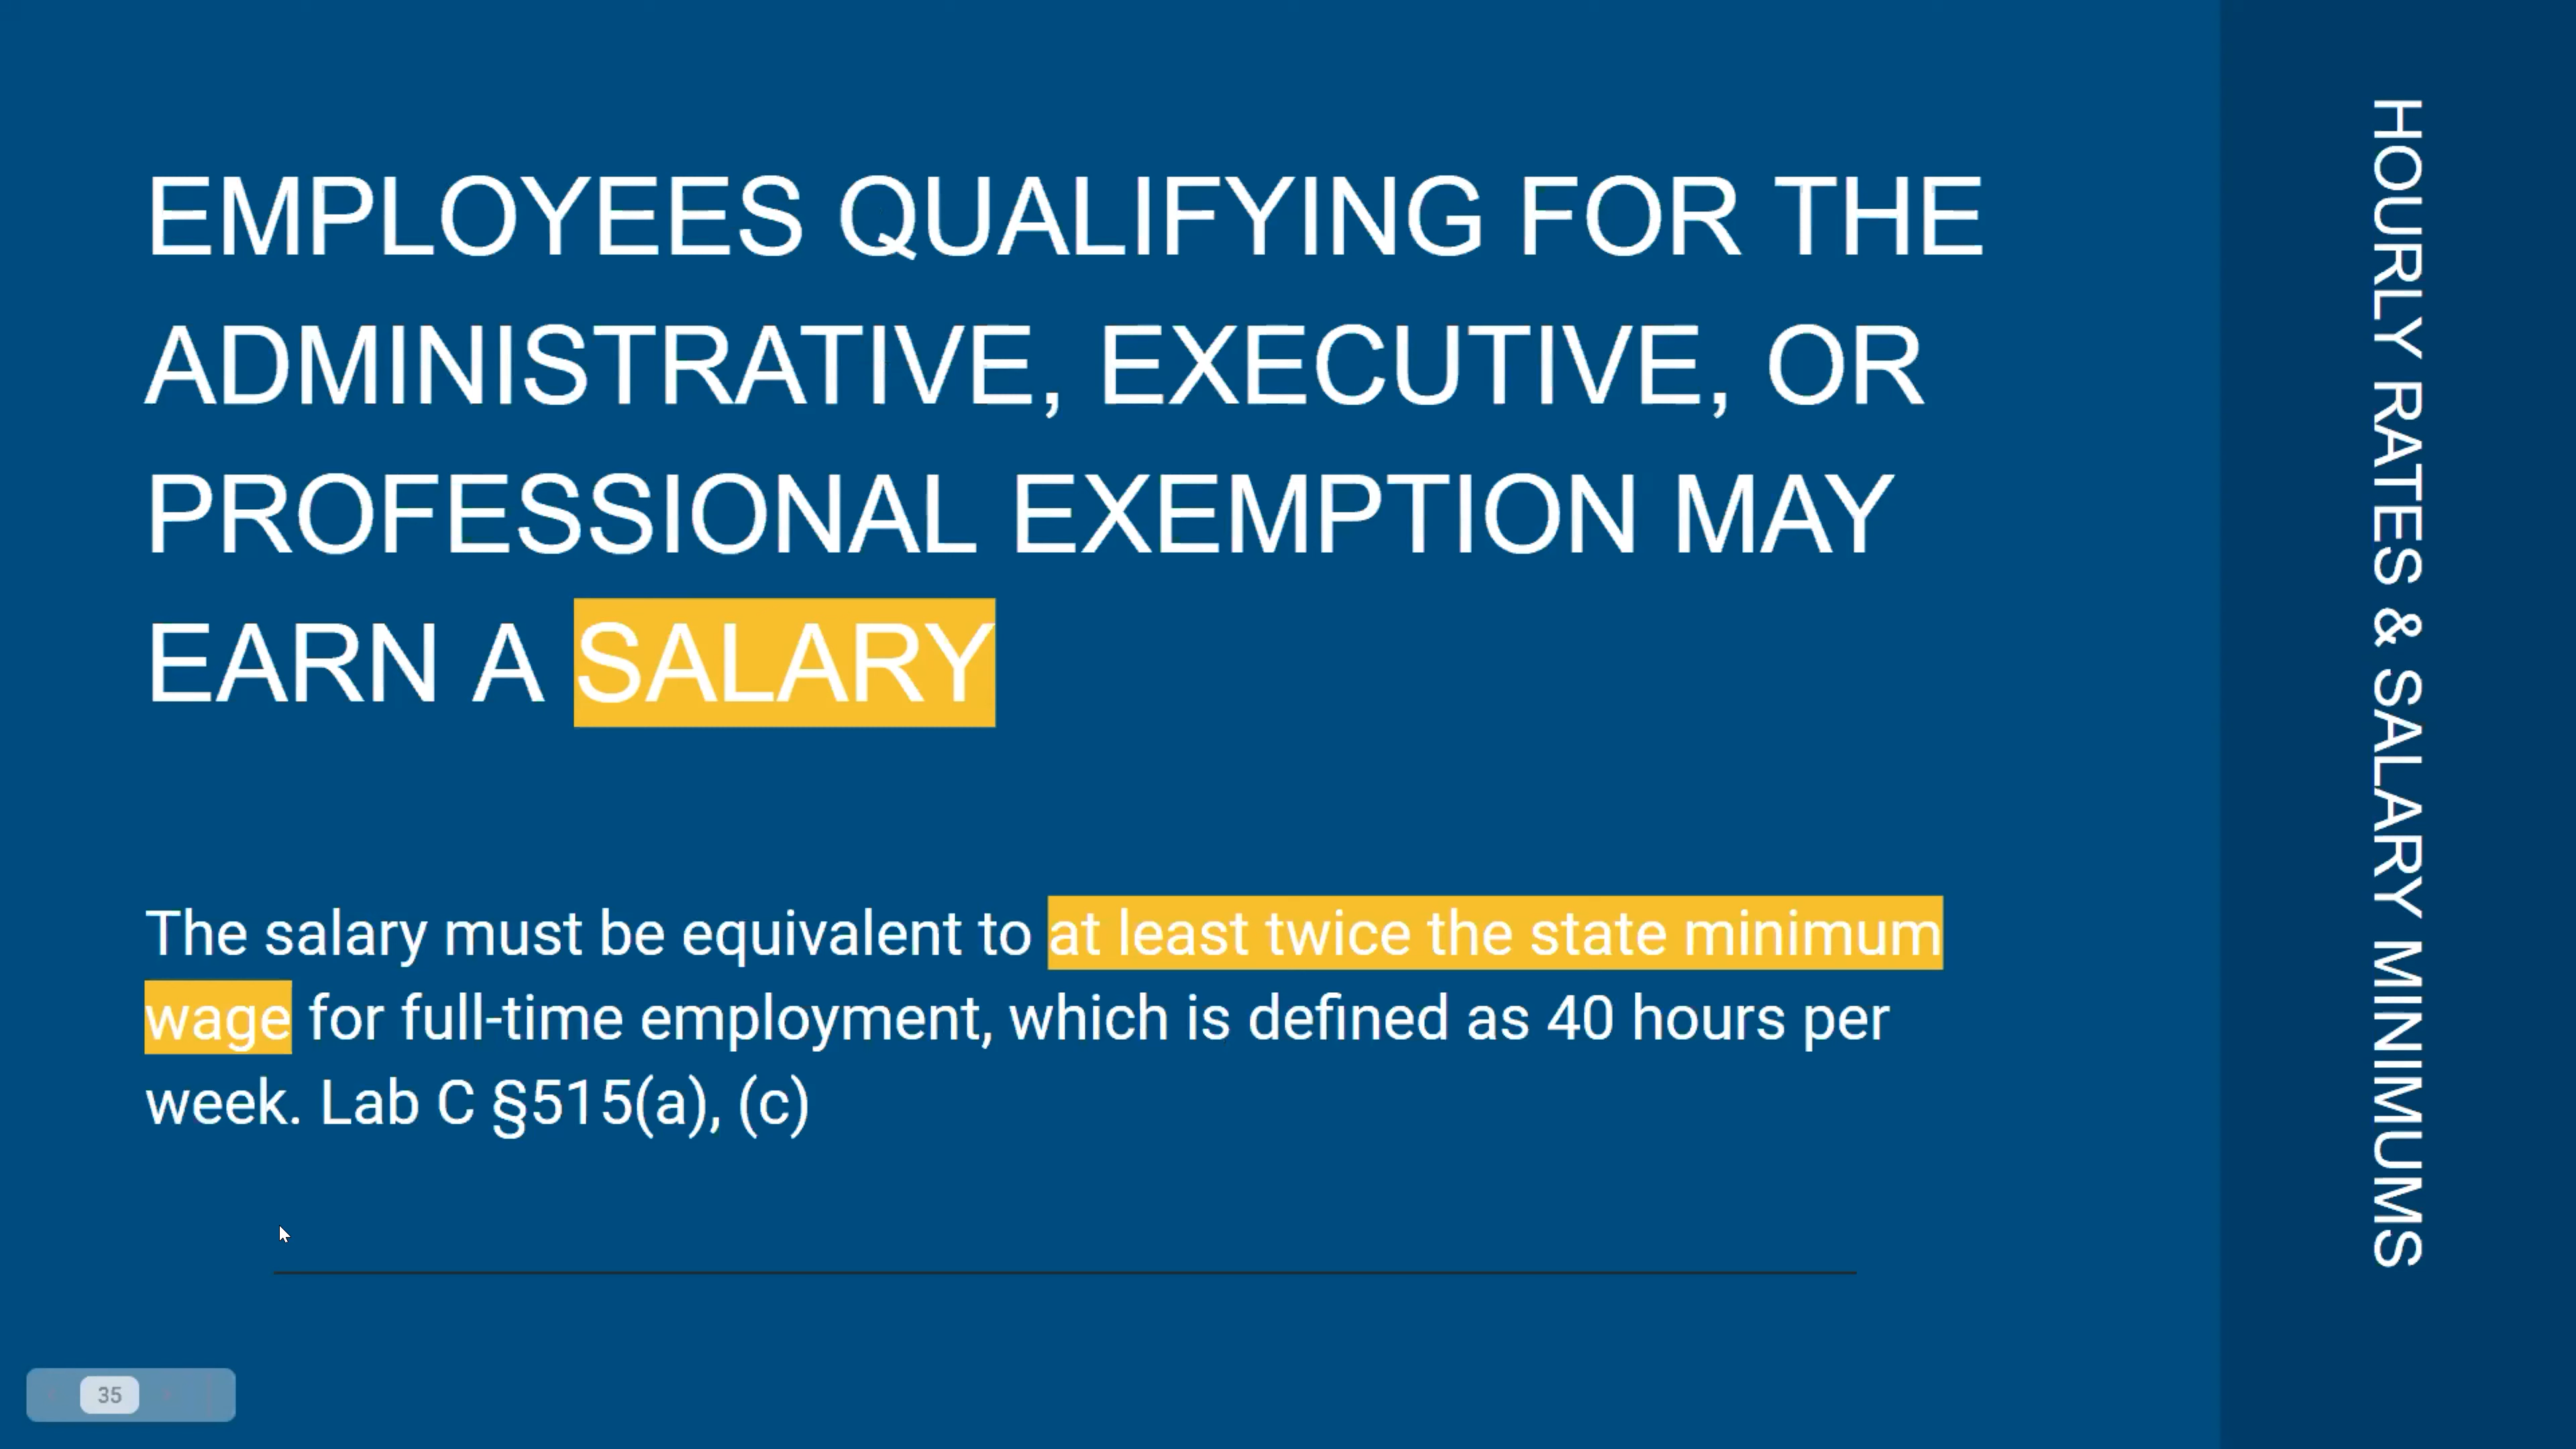 EMPLOYEES QUALIFYING FOR THE
ADMINISTRATIVE, EXECUTIVE, OR
PROFESSIONAL EXEMPTION MAY
EARN A SALARY
The salary must be equivalent to at least twice the state minimum
wage for full-time employment, which is defined as 40 hours per
week. Lab C §515(a), (c)
HOURLY RATES & SALARY MINIMUMS
35